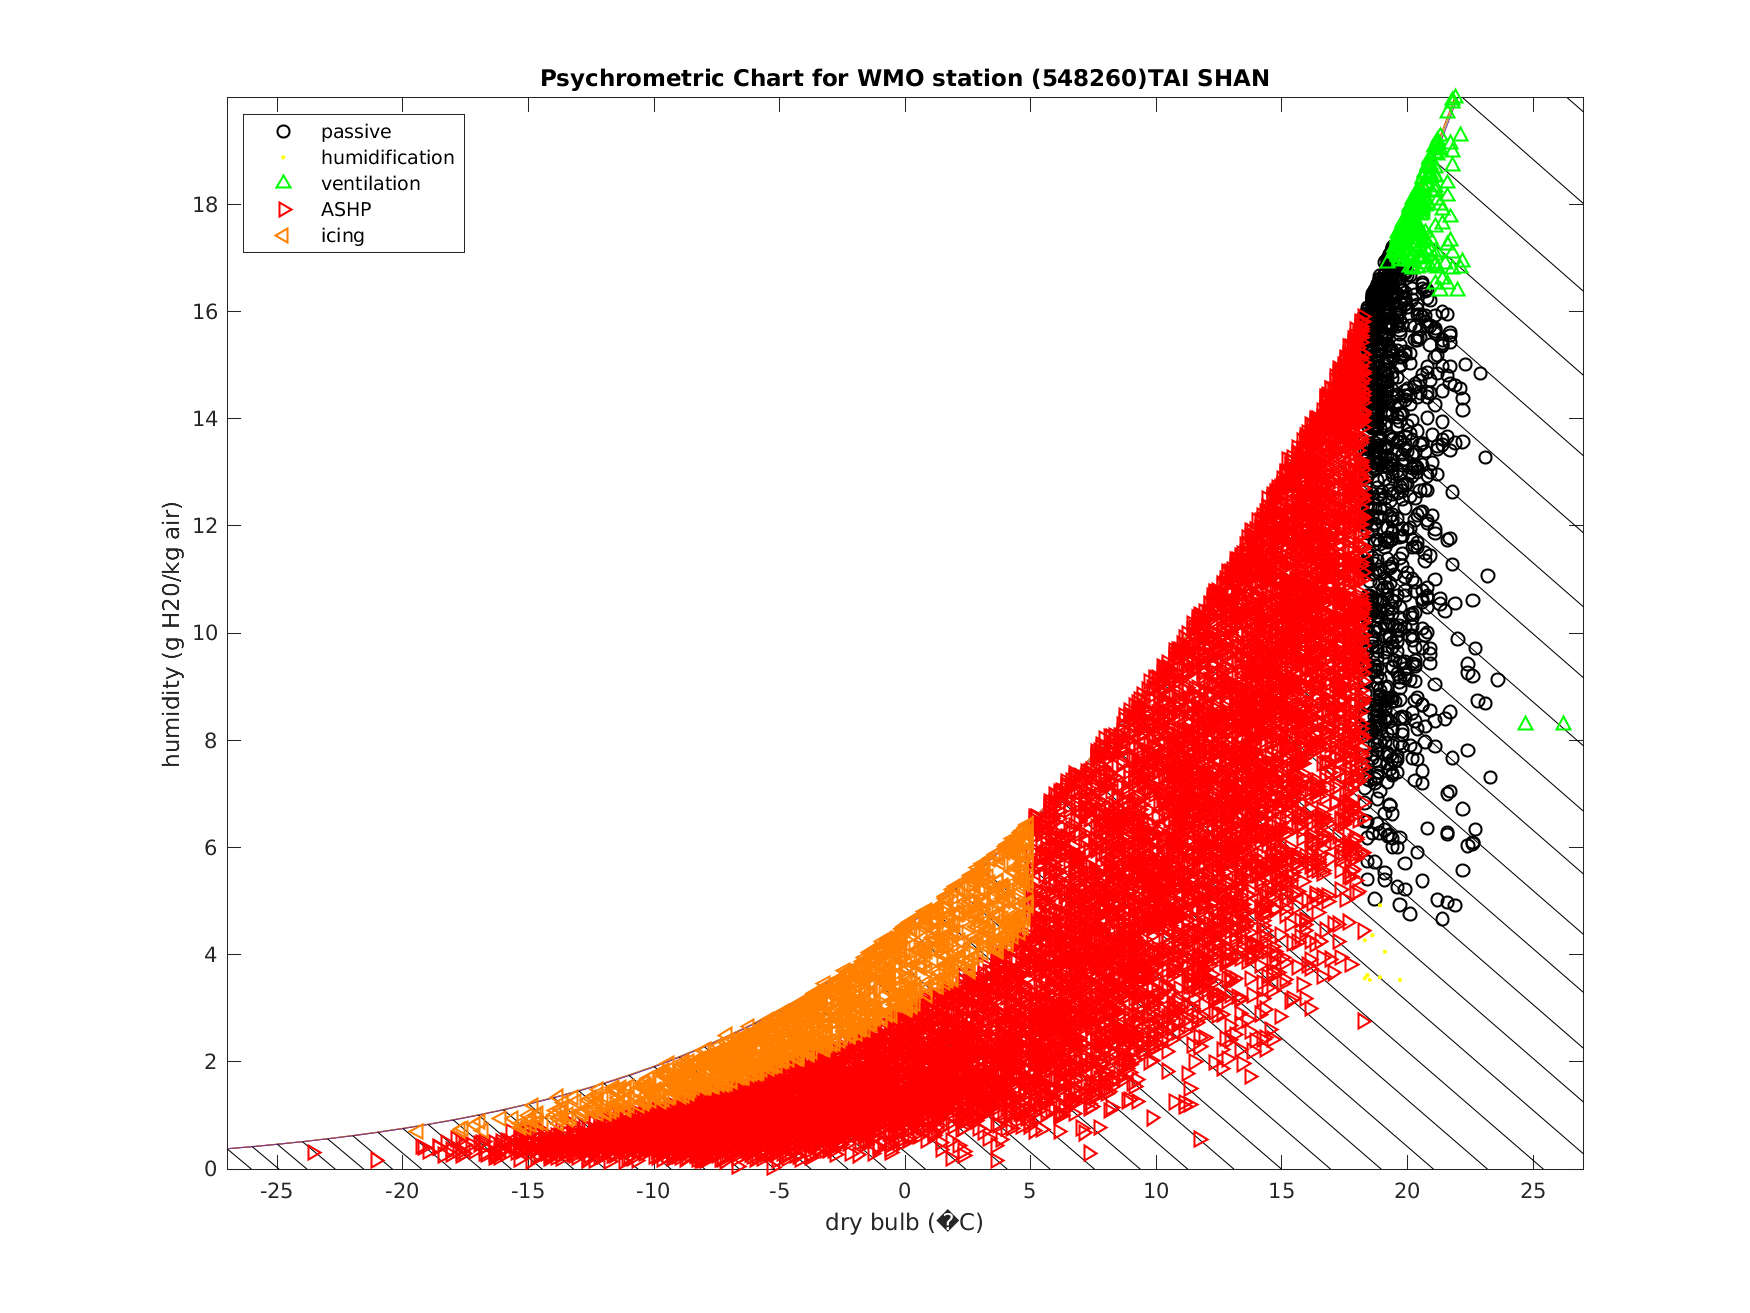 Psychrometric Chart for WMO station (548260)TAI SHAN
passive
humidification
ventilation
ASHP
icing
humidity (g H20/kg air)
18
16
14
12
10
8
6
4
2
0
-25 -20 -15 -10 -5 0 5 10 15 20 25
dry bulb (�C)